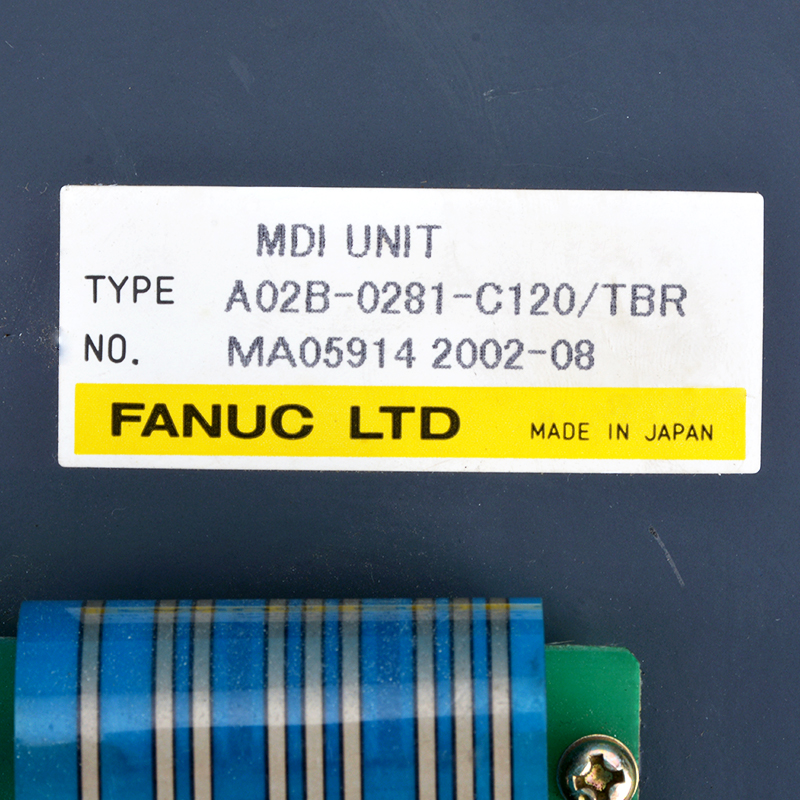 MDI UNIT
TYPE A02B-0281-C120/TBR
NO. MA05914 2002-08
FANUC LTD MADE IN JAPAN